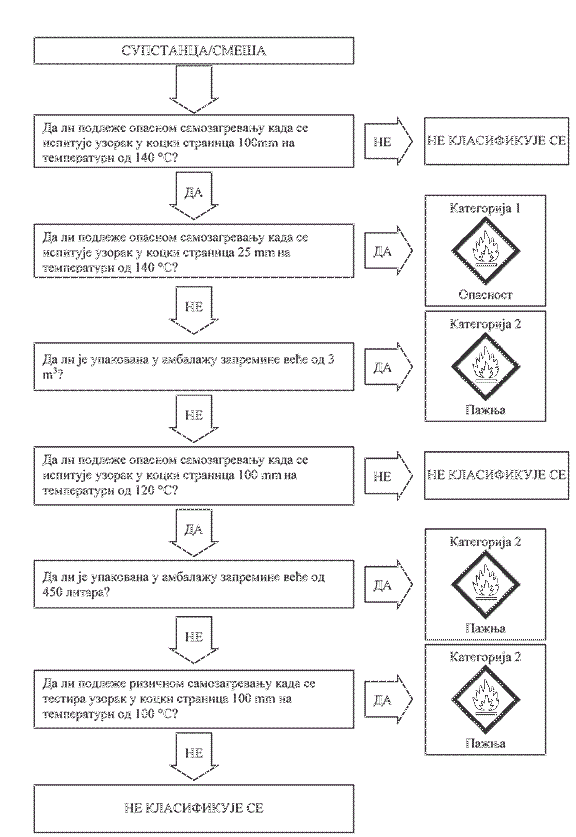 СУПСТАНЦА/СМЕША
Да ли подлеже опасном самозагревању када се
испитује узорак у коцки страница 100mm на
температури од 140 °C?
НЕ
НЕ КЛАСИФИКУЈЕ СЕ
ДА
Да ли подлеже опасном самозагревању када се
испитује узорак у коцки страница 25 mm на
температури од 140 °C?
ДА
Категорија 1
Опасност
НЕ
Да ли је упакована у амбалажу запремине веће од 3
m³?
ДА
Категорија 2
Пажња
НЕ
Да ли подлеже опасном самозагревању када се
испитује узорак у коцки страница 100 mm на
температури од 120 °C?
НЕ
НЕ КЛАСИФИКУЈЕ СЕ
ДА
Да ли је упакована у амбалажу запремине веће од
450 литара?
ДА
Категорија 2
Пажња
НЕ
Да ли подлеже ризичном самозагревању када се
тестира узорак у коцки страница 100 mm на
температури од 100 °C?
ДА
Категорија 2
Пажња
НЕ
НЕ КЛАСИФИКУЈЕ СЕ